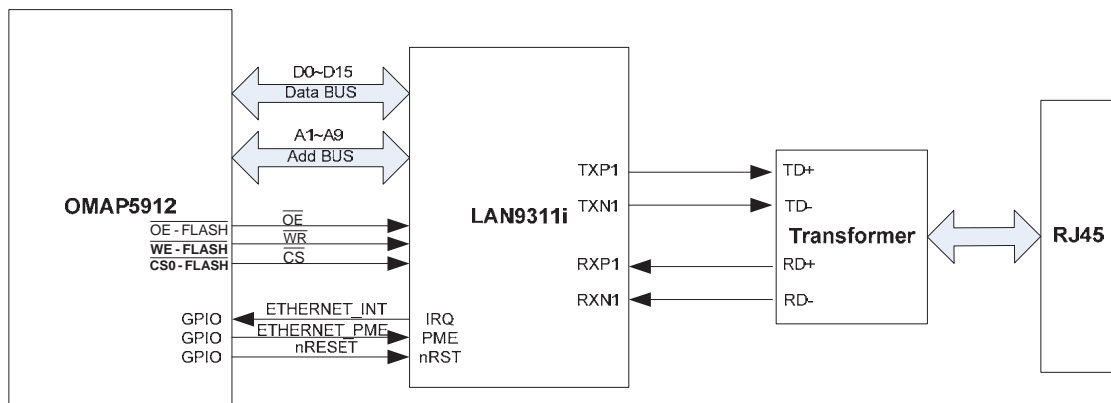 D0~D15
Data BUS
A1~A9
Add BUS
OMAP5912
OE-FLASH
WE-FLASH
CS0-FLASH
OE
WR
CS
GPIO
GPIO
GPIO
ETHERNET_INT
ETHERNET_PME
nRESET
LAN9311i
IRQ
PME
nRST
TXP1
TXN1
RXP1
RXN1
TD+
TD-
Transformer
RD+
RD-
RJ45